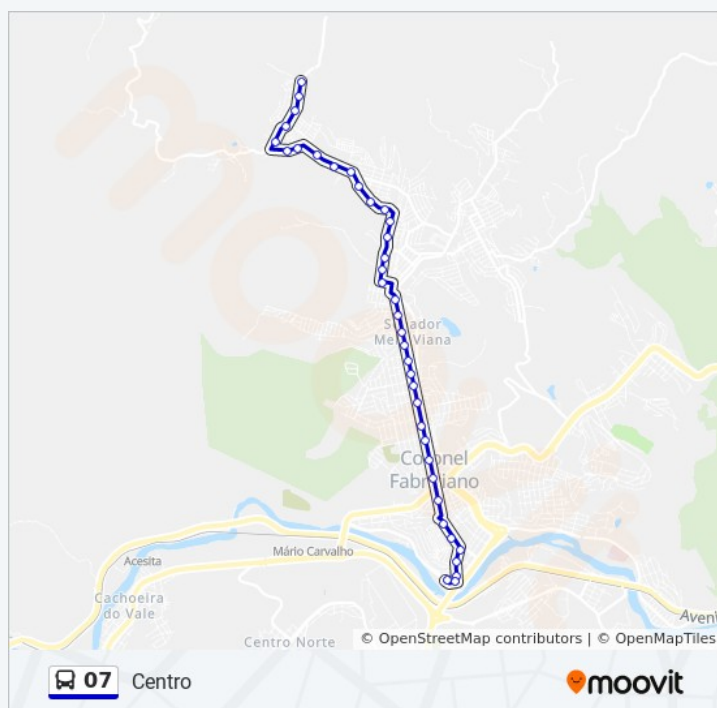 Senador
Melo Viana
Coronel
Fabriciano
Mário Carvalho
Acesita
Cachoeira
do Vale
Centro Norte
Aven
© OpenStreetMap contributors | © OpenMapTiles
07 Centro
moovit